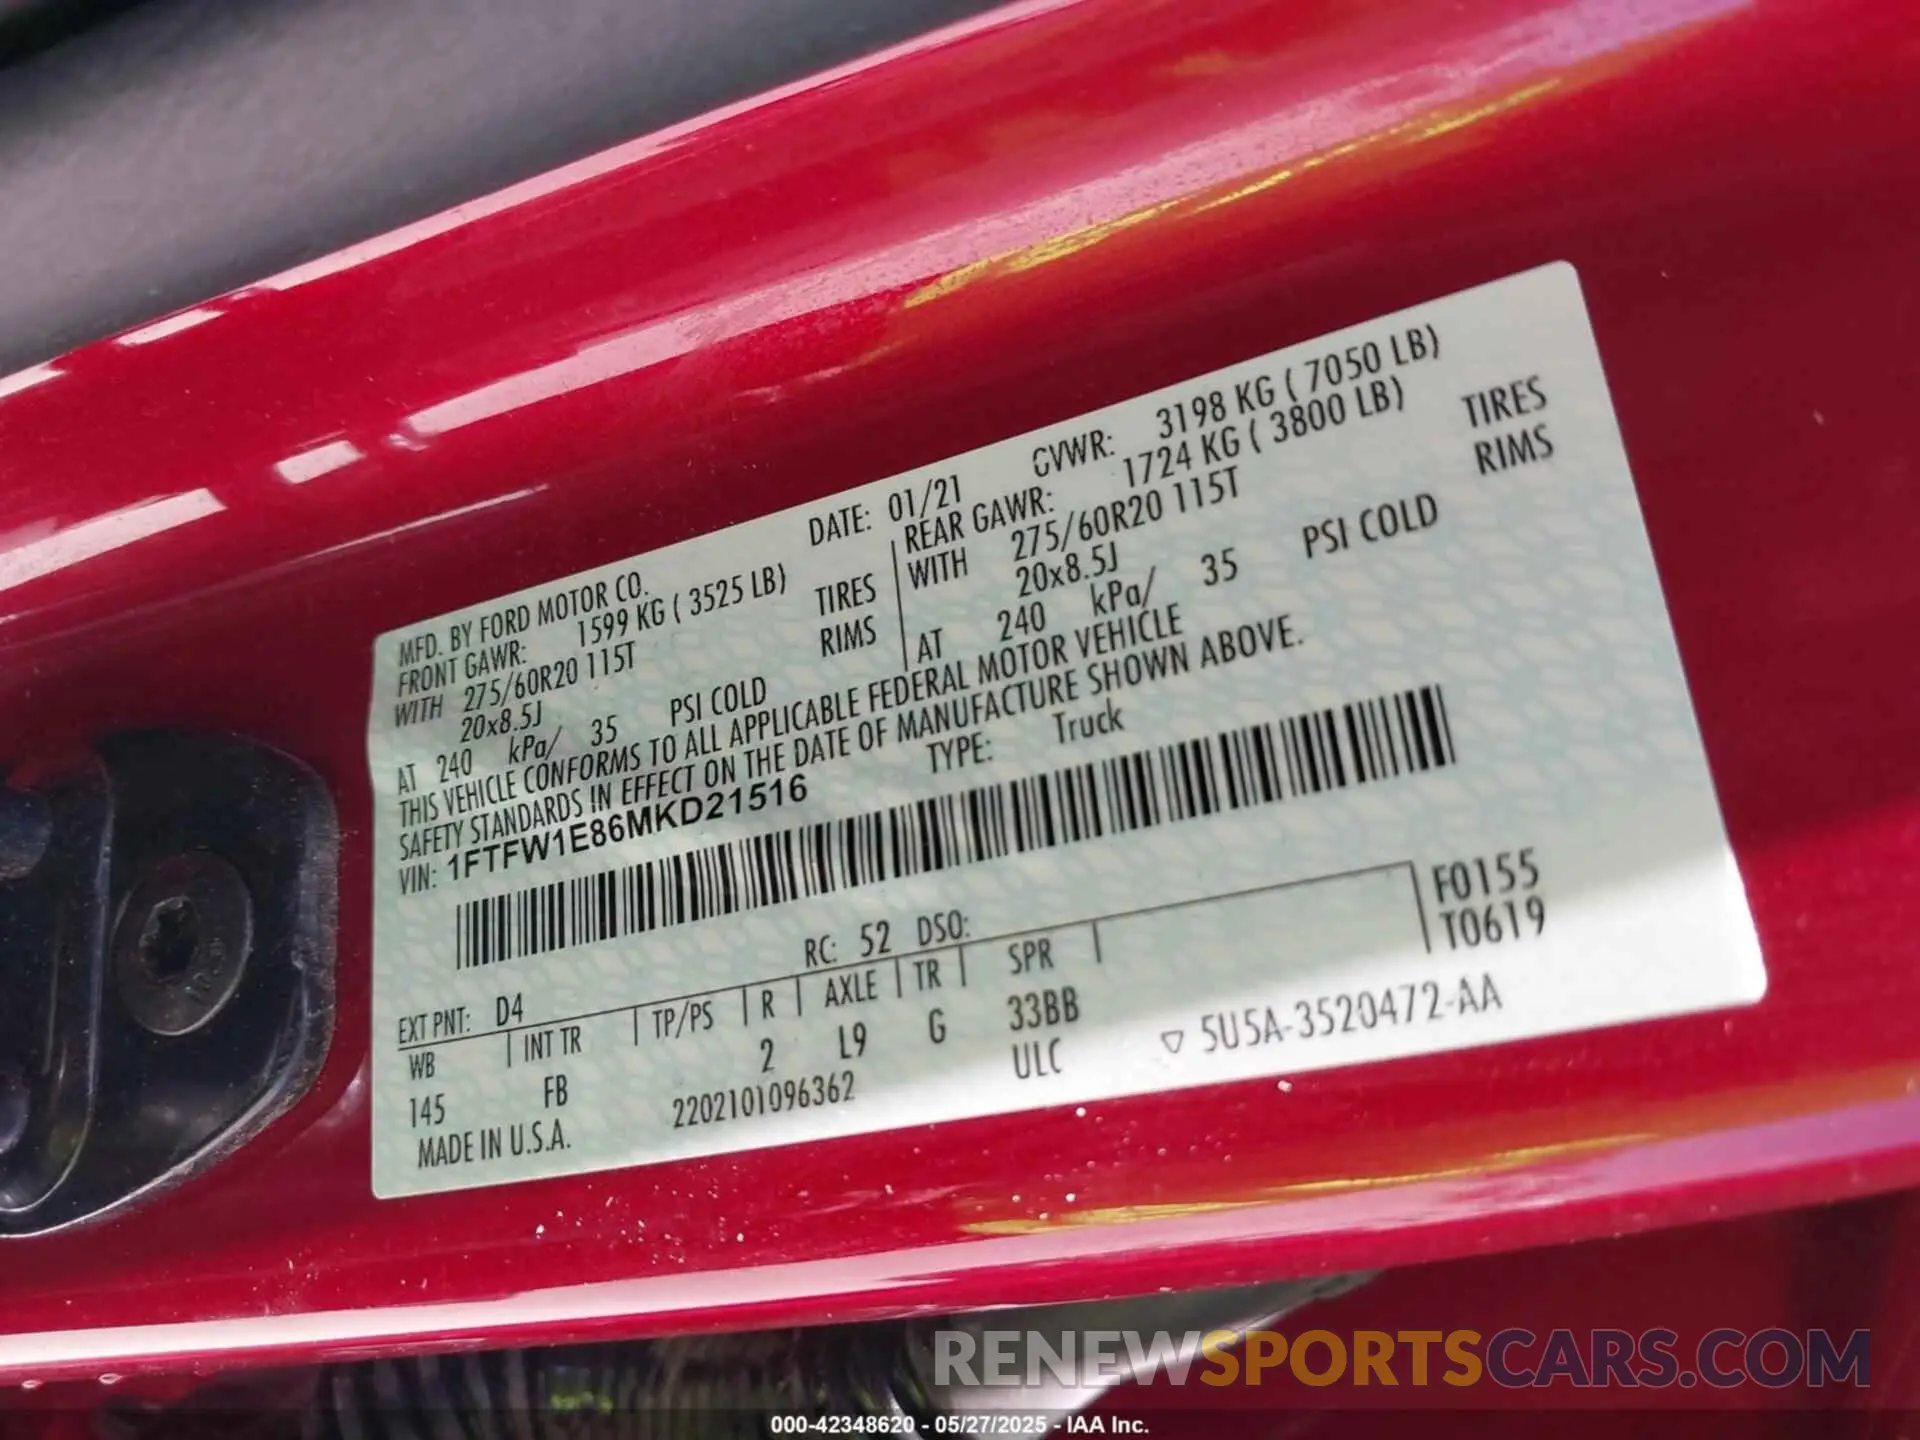 MFD. BY FORD MOTOR CO.
DATE: 01/21
GVWR: 3198 KG ( 7050 LB)
FRONT GAWR: 1599 KG ( 3525 LB)
REAR GAWR: 1724 KG ( 3800 LB)
WITH 275/60R20 115T TIRES
WITH 275/60R20 115T TIRES
20x8.5J RIMS
20x8.5J RIMS
AT 240 kPa/ 35 PSI COLD
AT 240 kPa/ 35 PSI COLD
THIS VEHICLE CONFORMS TO ALL APPLICABLE FEDERAL MOTOR VEHICLE
SAFETY STANDARDS IN EFFECT ON THE DATE OF MANUFACTURE SHOWN ABOVE.
VIN: 1FTFW1E86MKD21516
TYPE: Truck
F0155
T0619
EXT PNT: D4 RC: 52 DSO:
WB INT TR TP/PS R AXLE TR SPR
145 FB 2 L9 G 33BB
MADE IN U.S.A. 2202101096362 ULC
▽ 5U5A-3520472-AA
RENEWSPORTSCARS.COM
000-42348620 - 05/27/2025 - IAA Inc.